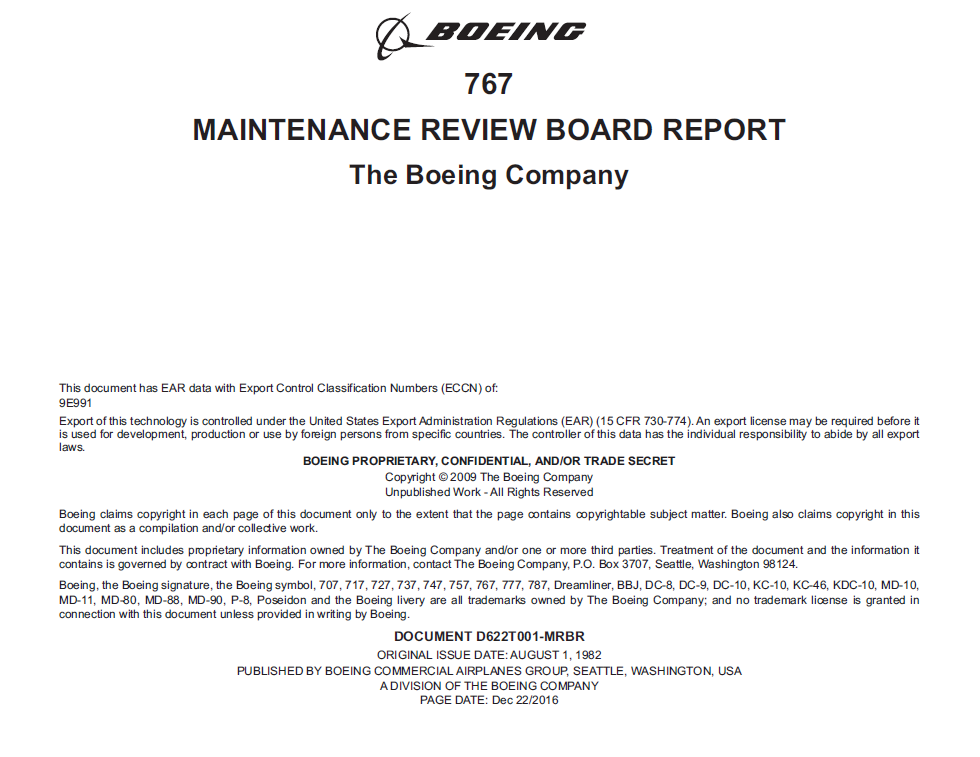 BOEING
767
MAINTENANCE REVIEW BOARD REPORT
The Boeing Company
This document has EAR data with Export Control Classification Numbers (ECCN) of:
9E991
Export of this technology is controlled under the United States Export Administration Regulations (EAR) (15 CFR 730-774). An export license may be required before it
is used for development, production or use by foreign persons from specific countries. The controller of this data has the individual responsibility to abide by all export
laws.
BOEING PROPRIETARY, CONFIDENTIAL, AND/OR TRADE SECRET
Copyright © 2009 The Boeing Company
Unpublished Work - All Rights Reserved
Boeing claims copyright in each page of this document only to the extent that the page contains copyrightable subject matter. Boeing also claims copyright in this
document as a compilation and/or collective work.
This document includes proprietary information owned by The Boeing Company and/or one or more third parties. Treatment of the document and the information it
contains is governed by contract with Boeing. For more information, contact The Boeing Company, P.O. Box 3707, Seattle, Washington 98124.
Boeing, the Boeing signature, the Boeing symbol, 707, 717, 727, 737, 747, 757, 767, 777, 787, Dreamliner, BBJ, DC-8, DC-9, DC-10, KC-10, KC-46, KDC-10, MD-10,
MD-11, MD-80, MD-88, MD-90, P-8, Poseidon and the Boeing livery are all trademarks owned by The Boeing Company; and no trademark license is granted in
connection with this document unless provided in writing by Boeing.
DOCUMENT D622T001-MRBR
ORIGINAL ISSUE DATE: AUGUST 1, 1982
PUBLISHED BY BOEING COMMERCIAL AIRPLANES GROUP, SEATTLE, WASHINGTON, USA
A DIVISION OF THE BOEING COMPANY
PAGE DATE: Dec 22/2016